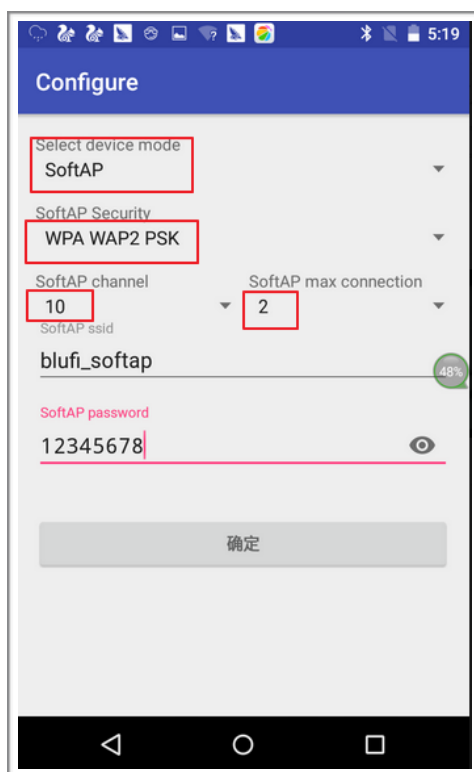 5:19
Configure
Select device mode
SoftAP
SoftAP Security
WPA WAP2 PSK
SoftAP channel SoftAP max connection
10 2
SoftAP ssid
blufi_softap
48%
SoftAP password
12345678
确定